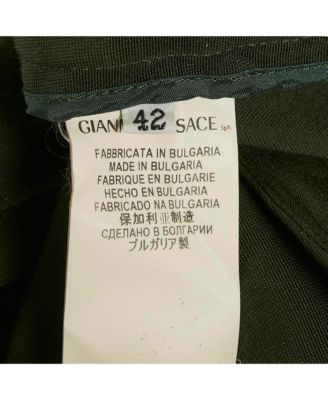 42
GIANI SACE SpA
FABBRICATA IN BULGARIA
MADE IN BULGARIA
FABRIQUE EN BULGARIE
HECHO EN BULGARIA
FABRICADO NA BULGARIA
保加利亚制造
СДЕЛАНО В БОЛГАРИИ
ブルガリア製